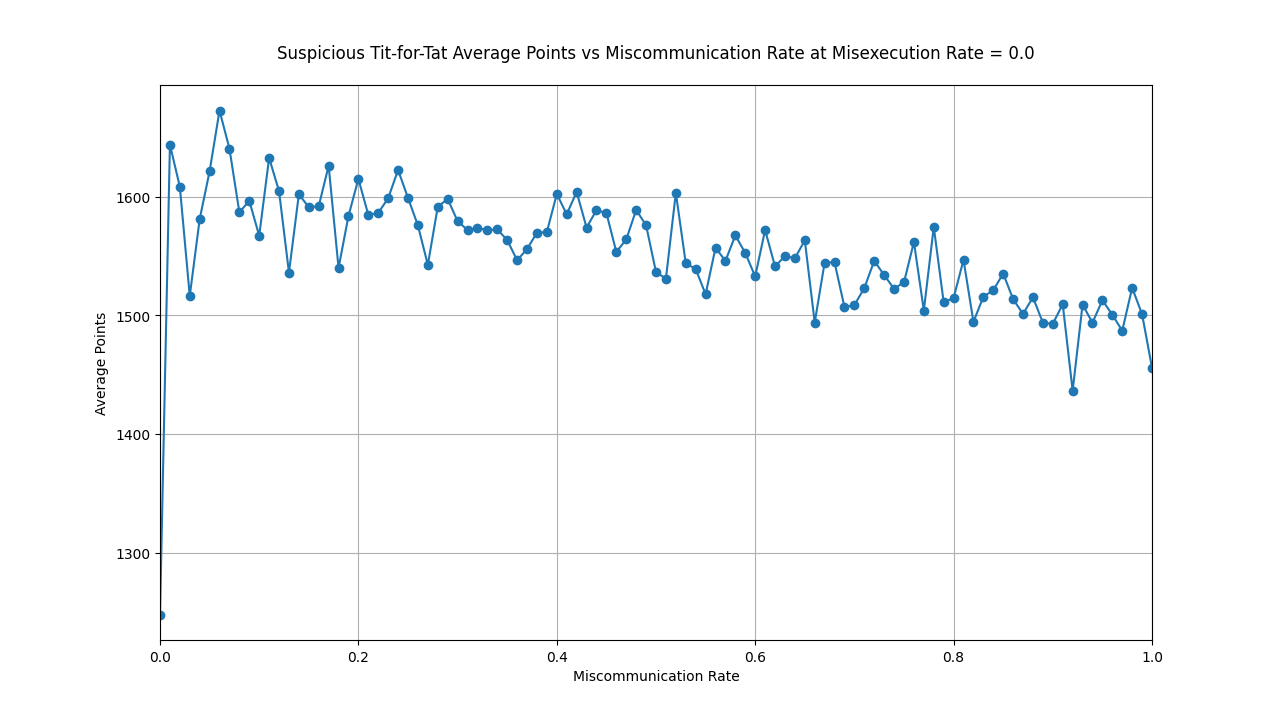 Suspicious Tit-for-Tat Average Points vs Miscommunication Rate at Misexecution Rate = 0.0
Average Points
1600
1500
1400
1300
0.0 0.2 0.4 0.6 0.8 1.0
Miscommunication Rate